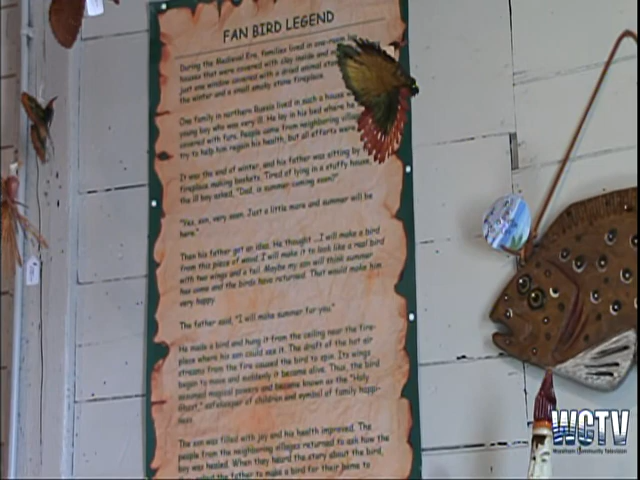 FAN BIRD LEGEND
During the Medieval Era, families lived in one-room
houses that were covered with clay inside and
just one window covered with a dried animal
the winter and a small smoky stone fireplace.
One family in northern Russia lived in such a house
young boy who was very ill. He lay in his bed where he
covered with furs. People came from neighboring
try to help him regain his health, but all efforts were
It was the end of winter, and his father was sitting by
fireplace making baskets. Tired of lying in a stuffy house,
the ill boy asked, "Dad, is summer coming soon?"
"Yes, son, very soon. Just a little more and summer will be
here."
Then his father got an idea. He thought ...I will make a bird
from this piece of wood. I will make it to look like a real bird
with two wings and a tail. Maybe my son will think summer
has come and the birds have returned. That would make him
very happy.
The father said, "I will make summer for you."
He made a bird and hung it from the ceiling near the fire-
place where his son could see it. The draft of the hot air
streams from the fire caused the bird to spin. Its wings
began to move and suddenly it became alive. Thus, the bird
assumed magical powers and became known as the "Holy
Ghost," safekeeper of children and symbol of family happi-
ness.
The son was filled with joy and his health improved. The
people from the neighboring villages returned to ask how the
boy was healed. When they heard the story about the bird,
the father to make a bird for their home to
WCTV
Wareham Community Television